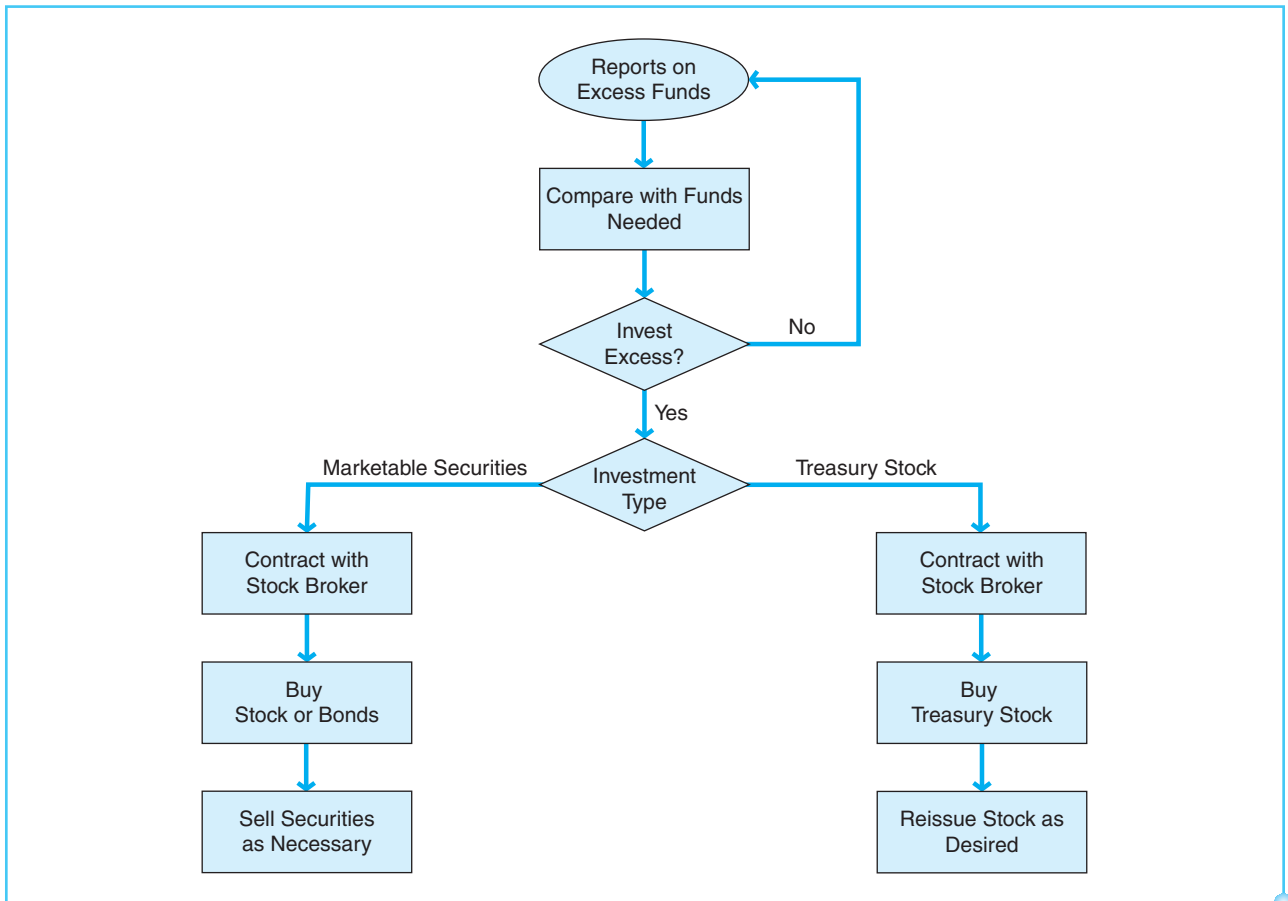 Reports on
Excess Funds
Compare with Funds
Needed
Invest
Excess?
No
Yes
Marketable Securities
Investment
Type
Treasury Stock
Contract with
Stock Broker
Contract with
Stock Broker
Buy
Stock or Bonds
Buy
Treasury Stock
Sell Securities
as Necessary
Reissue Stock as
Desired